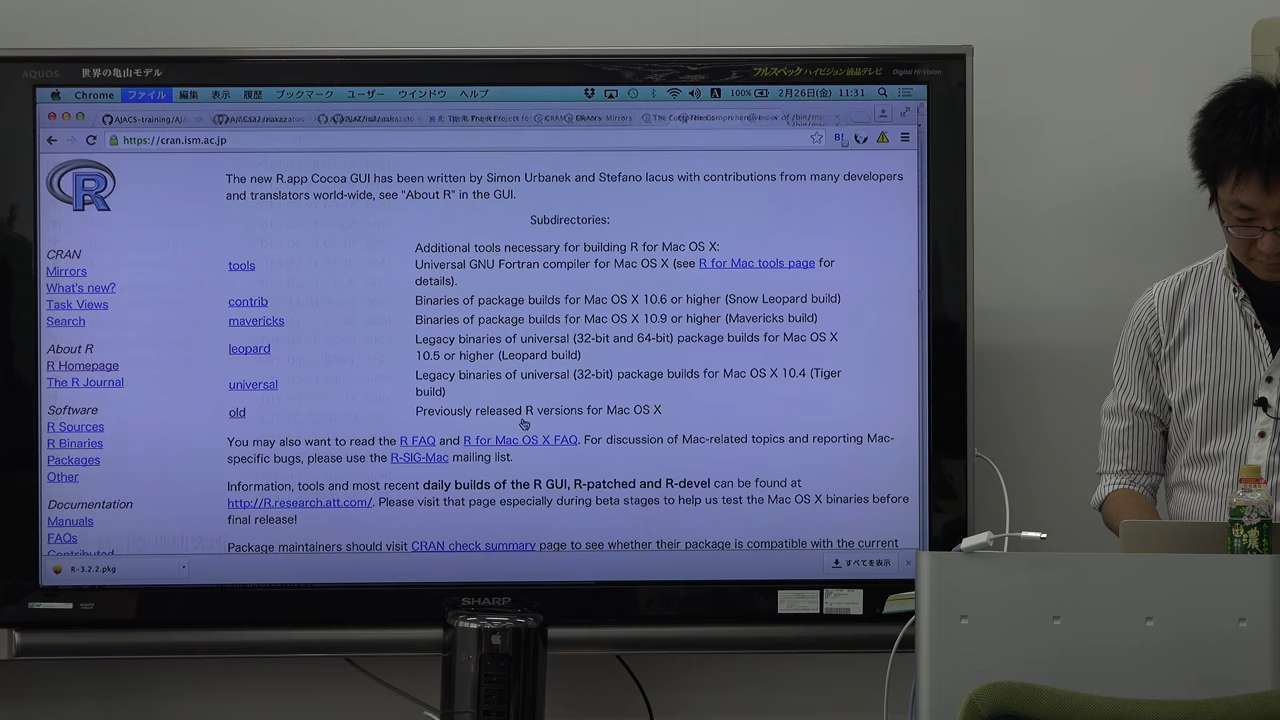 AQUOS 世界の亀山モデル
フルスペック ハイビジョン液晶テレビ Digital Hi-Vision
Chrome ファイル 編集 表示 履歴 ブックマーク ユーザー ウインドウ ヘルプ
A 100% 2月26日(金) 11:31
https://cran.ism.ac.jp
R
CRAN
Mirrors
What's new?
Task Views
Search
About R
R Homepage
The R Journal
Software
R Sources
R Binaries
Packages
Other
Documentation
Manuals
FAQs
Contributed
The new R.app Cocoa GUI has been written by Simon Urbanek and Stefano Iacus with contributions from many developers
and translators world-wide, see "About R" in the GUI.
Subdirectories:
tools
Additional tools necessary for building R for Mac OS X:
Universal GNU Fortran compiler for Mac OS X (see R for Mac tools page for
details).
contrib Binaries of package builds for Mac OS X 10.6 or higher (Snow Leopard build)
mavericks Binaries of package builds for Mac OS X 10.9 or higher (Mavericks build)
leopard
Legacy binaries of universal (32-bit and 64-bit) package builds for Mac OS X
10.5 or higher (Leopard build)
universal
Legacy binaries of universal (32-bit) package builds for Mac OS X 10.4 (Tiger
build)
old Previously released R versions for Mac OS X
You may also want to read the R FAQ and R for Mac OS X FAQ. For discussion of Mac-related topics and reporting Mac-
specific bugs, please use the R-SIG-Mac mailing list.
Information, tools and most recent daily builds of the R GUI, R-patched and R-devel can be found at
http://R.research.att.com/. Please visit that page especially during beta stages to help us test the Mac OS X binaries before
final release!
Package maintainers should visit CRAN check summary page to see whether their package is compatible with the current
R-3.2.2.pkg
すべてを表示
SHARP